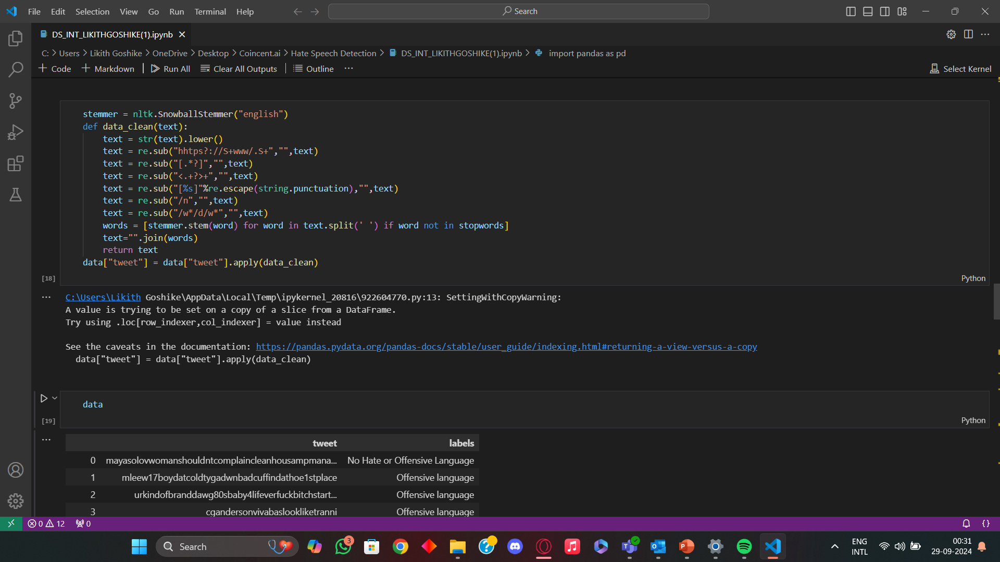 File Edit Selection View Go Run Terminal Help
Search
DS_INT_LIKITHGOSHIKE(1).ipynb
C: > Users > Likith Goshike > OneDrive > Desktop > Coincent.ai > Hate Speech Detection > DS_INT_LIKITHGOSHIKE(1).ipynb > import pandas as pd
+ Code + Markdown | Run All Clear All Outputs | Outline ...
Select Kernel
stemmer = nltk.SnowballStemmer("english")
def data_clean(text):
    text = str(text).lower()
    text = re.sub("hhtps?://S+www/.S+","",text)
    text = re.sub("[.*?]","",text)
    text = re.sub("<.+?>+","",text)
    text = re.sub("[%s]"%re.escape(string.punctuation),"",text)
    text = re.sub("/n","",text)
    text = re.sub("/w*/d/w*","",text)
    words = [stemmer.stem(word) for word in text.split(' ') if word not in stopwords]
    text="".join(words)
    return text
data["tweet"] = data["tweet"].apply(data_clean)
[18]
Python
... C:\Users\Likith Goshike\AppData\Local\Temp\ipykernel_20816\922604770.py:13: SettingWithCopyWarning:
A value is trying to be set on a copy of a slice from a DataFrame.
Try using .loc[row_indexer,col_indexer] = value instead
See the caveats in the documentation: https://pandas.pydata.org/pandas-docs/stable/user_guide/indexing.html#returning-a-view-versus-a-copy
  data["tweet"] = data["tweet"].apply(data_clean)
data
[19]
Python
...
tweet labels
0 mayasolovwomanshouldntcomplaincleanhousampmana... No Hate or Offensive Language
1 mleew17boydatcoldtygadwnbadcuffindathoe1stplace Offensive language
2 urkindofbranddawg80sbaby4lifeverfuckbitchstart... Offensive language
3 cgandersonvivabaslookliketranni Offensive language
0 12 0
{}
Search
3
ENG
INTL
00:31
29-09-2024